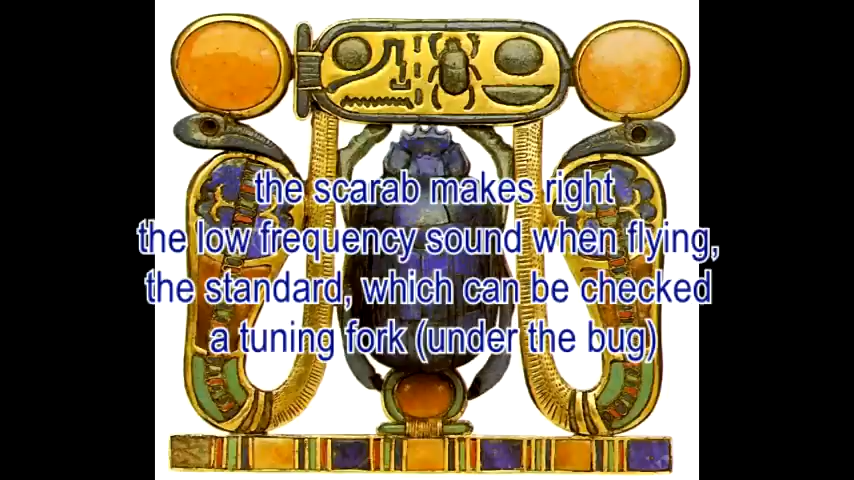 the scarab makes right
the low frequency sound when flying,
the standard, which can be checked
a tuning fork (under the bug)